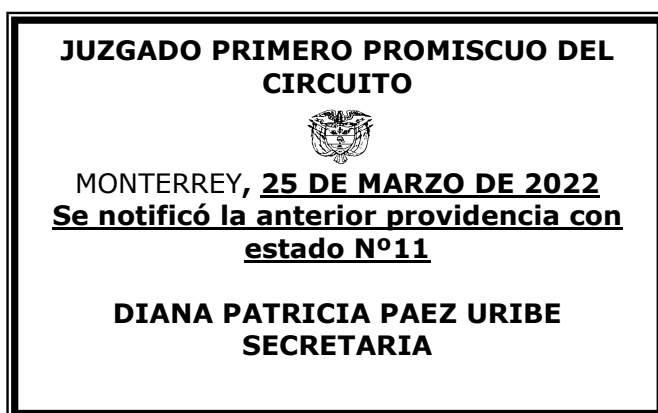 JUZGADO PRIMERO PROMISCUO DEL
CIRCUITO
MONTERREY, 25 DE MARZO DE 2022
Se notificó la anterior providencia con
estado Nº11
DIANA PATRICIA PAEZ URIBE
SECRETARIA